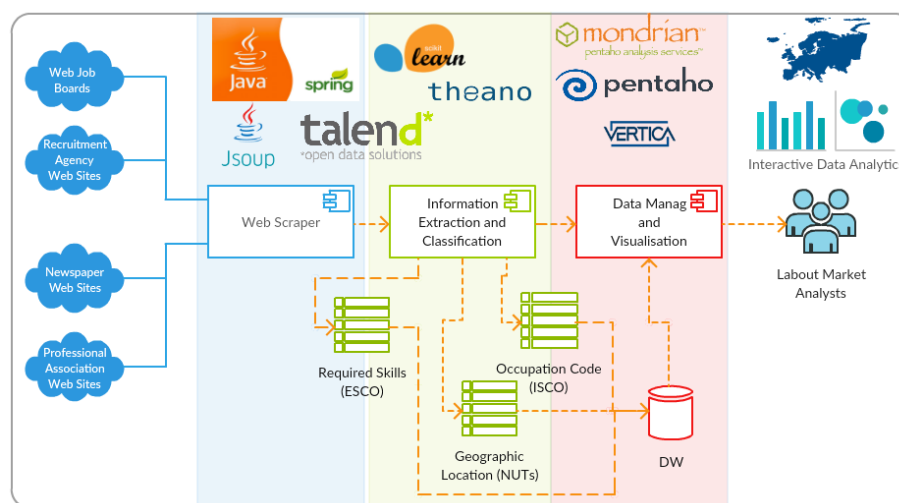 Web Job
Boards
Recruitment
Agency
Web Sites
Newspaper
Web Sites
Professional
Association
Web Sites
Java
spring
Jsoup
talend*
*open data solutions
scikit
learn
theano
mondrian™
pentaho analysis services™
pentaho
VERTICA
Interactive Data Analytic
Web Scraper
Information
Extraction and
Classification
Data Manag
and
Visualisation
Labout Market
Analysts
Required Skills
(ESCO)
Occupation Code
(ISCO)
Geographic
Location (NUTs)
DW